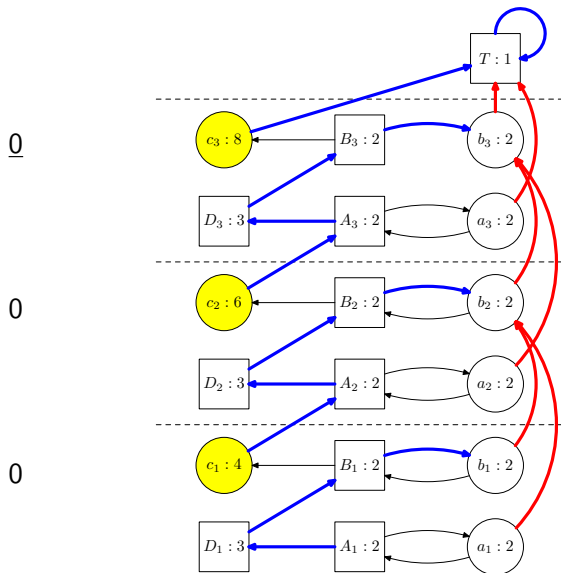 T : 1
0
c₃ : 8
B₃ : 2
b₃ : 2
D₃ : 3
A₃ : 2
a₃ : 2
0
c₂ : 6
B₂ : 2
b₂ : 2
D₂ : 3
A₂ : 2
a₂ : 2
0
c₁ : 4
B₁ : 2
b₁ : 2
D₁ : 3
A₁ : 2
a₁ : 2